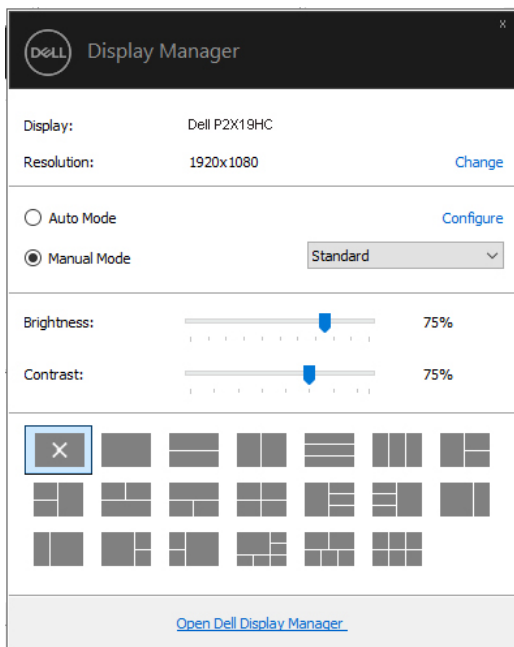 x
DELL Display Manager
Display: Dell P2X19HC
Resolution: 1920x1080 Change
Auto Mode Configure
Manual Mode Standard
Brightness: 75%
Contrast: 75%
Open Dell Display Manager